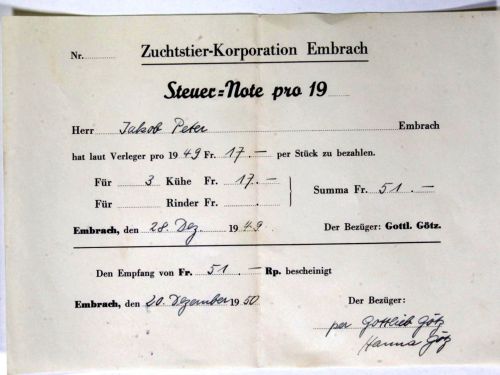 Nr.
Zuchtstier-Korporation Embrach
Steuer=Note pro 19
Herr Jakob Peter Embrach
hat laut Verleger pro 1949 Fr. 17.— per Stück zu bezahlen.
Für 3 Kühe Fr. 17.—
Summa Fr. 51.—
Für Rinder Fr. .
Embrach, den 28. Dez. 1949. Der Bezüger: Gottl. Götz.
Den Empfang von Fr. 51.— Rp. bescheinigt
Embrach, den 20. Dezember 1950 Der Bezüger:
per Gottlieb Götz
Hanna Götz